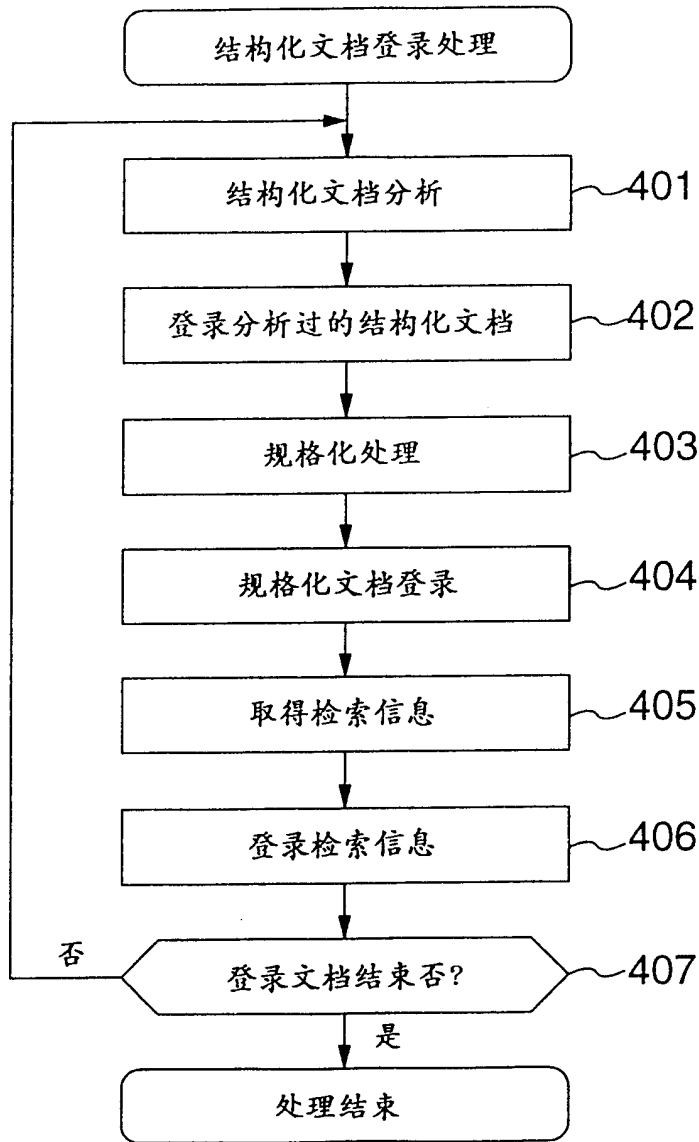 结构化文档登录处理
结构化文档分析
401
登录分析过的结构化文档
402
规格化处理
403
规格化文档登录
404
取得检索信息
405
登录检索信息
406
否
登录文档结束否?
407
是
处理结束